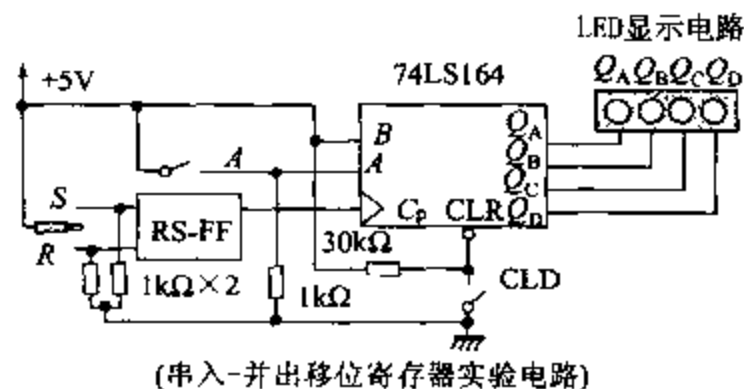 LED显示电路
+5V
74LS164
QA QB QC QD
B
A
A
QA
QB
QC
QD
S
R
RS-FF
CP
CLR
30kΩ
1kΩ×2
1kΩ
CLD
(串入-并出移位寄存器实验电路)